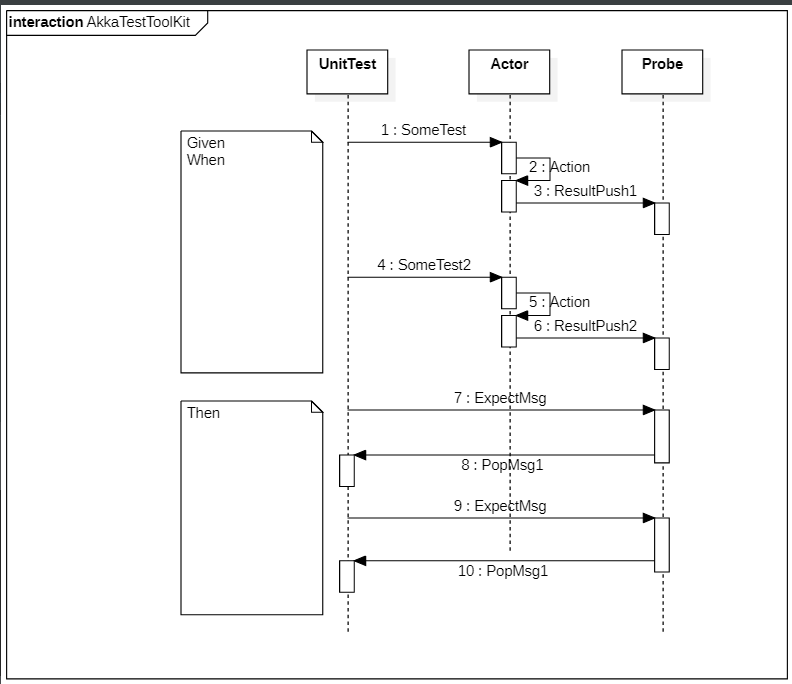 interaction AkkaTestToolKit
UnitTest
Actor
Probe
Given
When
1 : SomeTest
2 : Action
3 : ResultPush1
4 : SomeTest2
5 : Action
6 : ResultPush2
Then
7 : ExpectMsg
8 : PopMsg1
9 : ExpectMsg
10 : PopMsg1